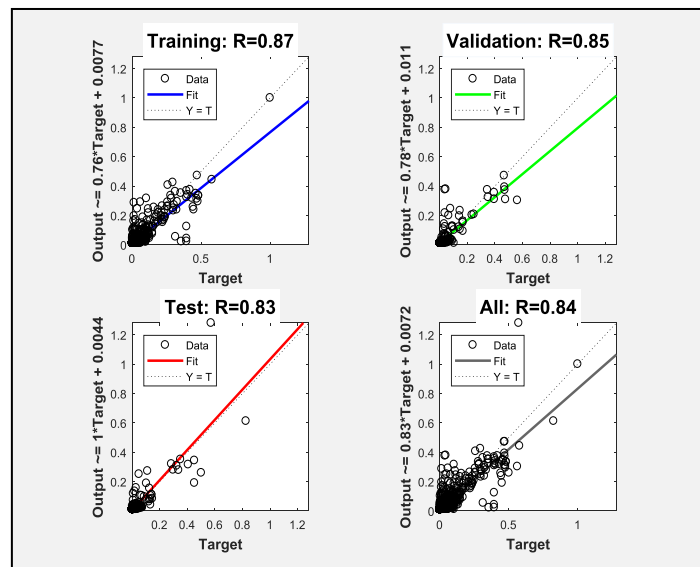 Training: R=0.87
Output ~= 0.76*Target + 0.0077
1.2
1
0.8
0.6
0.4
0.2
0
Data
Fit
Y = T
0
0.5
1
Target
Validation: R=0.85
Output ~= 0.78*Target + 0.011
1.2
1
0.8
0.6
0.4
0.2
0
Data
Fit
Y = T
0
0.2
0.4
0.6
0.8
1
1.2
Target
Test: R=0.83
Output ~= 1*Target + 0.0044
1.2
1
0.8
0.6
0.4
0.2
0
Data
Fit
Y = T
0.2
0.4
0.6
0.8
1
1.2
Target
All: R=0.84
Output ~= 0.83*Target + 0.0072
1.2
1
0.8
0.6
0.4
0.2
0
Data
Fit
Y = T
0
0.5
1
Target